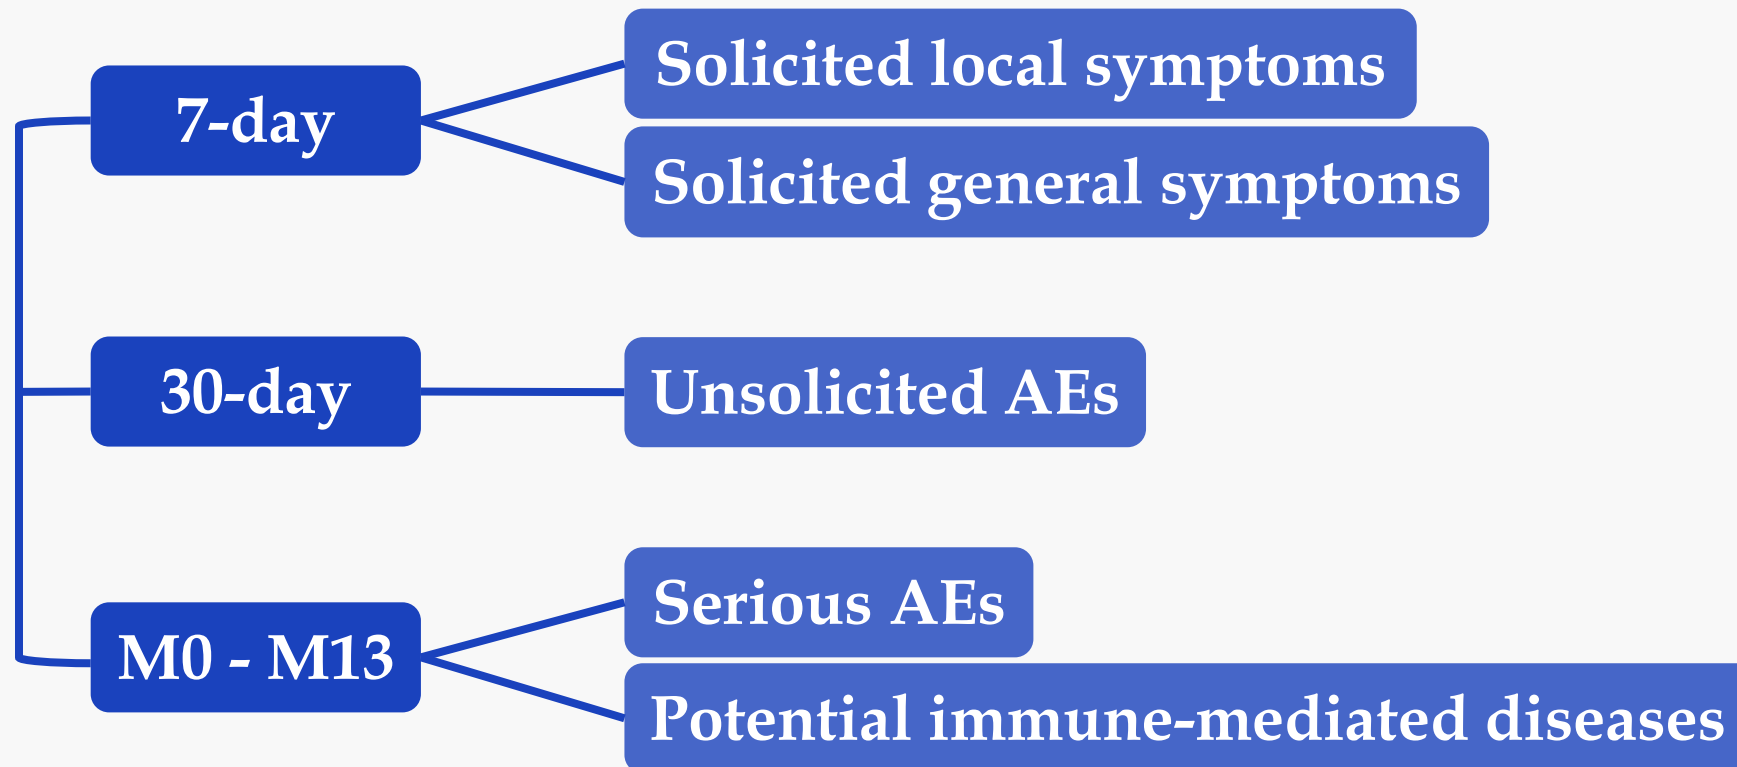 7-day
Solicited local symptoms
Solicited general symptoms
30-day
Unsolicited AEs
M0 - M13
Serious AEs
Potential immune-mediated diseases